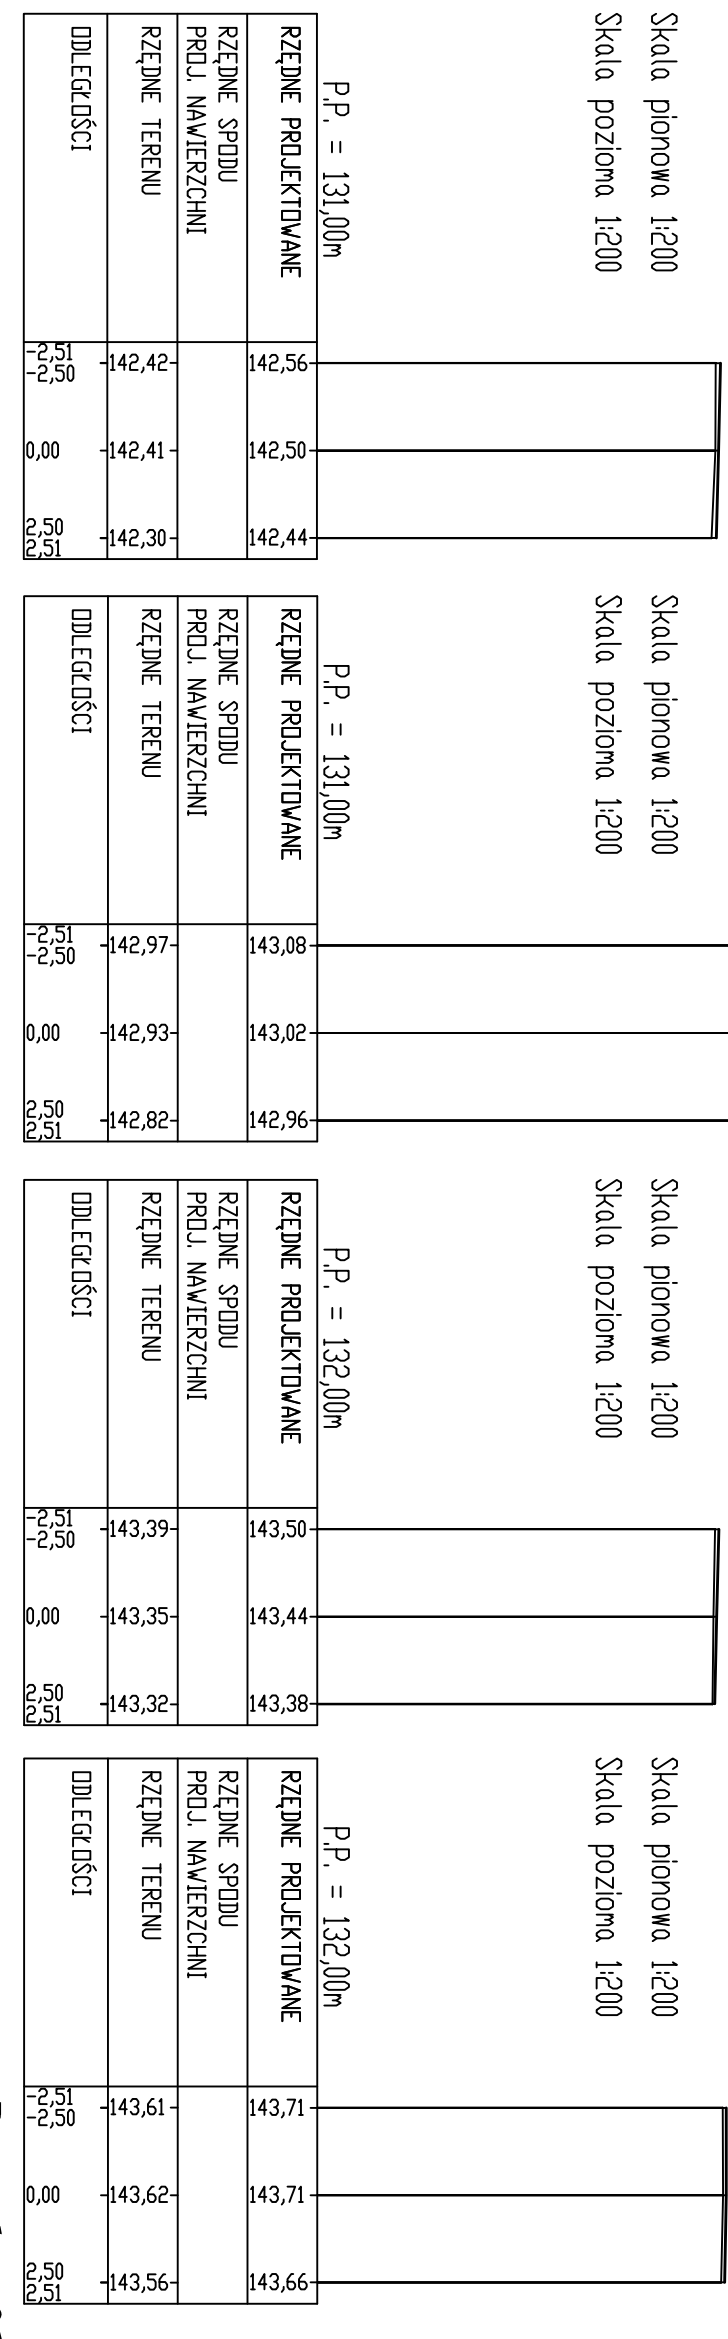 Skala pionowa 1:200
Skala pozioma 1:200
P.P. = 131,00m
RZĘDNE PROJEKTOWANE
142,56 142,50 142,44
RZĘDNE SPODU
PROJ. NAWIERZCHNI
RZĘDNE TERENU
142,42 142,41 142,30
ODLEGŁOŚCI
-2,51 -2,50 0,00 2,50 2,51
Skala pionowa 1:200
Skala pozioma 1:200
P.P. = 131,00m
RZĘDNE PROJEKTOWANE
143,08 143,02 142,96
RZĘDNE SPODU
PROJ. NAWIERZCHNI
RZĘDNE TERENU
142,97 142,93 142,82
ODLEGŁOŚCI
-2,51 -2,50 0,00 2,50 2,51
Skala pionowa 1:200
Skala pozioma 1:200
P.P. = 132,00m
RZĘDNE PROJEKTOWANE
143,50 143,44 143,38
RZĘDNE SPODU
PROJ. NAWIERZCHNI
RZĘDNE TERENU
143,39 143,35 143,32
ODLEGŁOŚCI
-2,51 -2,50 0,00 2,50 2,51
Skala pionowa 1:200
Skala pozioma 1:200
P.P. = 132,00m
RZĘDNE PROJEKTOWANE
143,71 143,71 143,66
RZĘDNE SPODU
PROJ. NAWIERZCHNI
RZĘDNE TERENU
143,61 143,62 143,56
ODLEGŁOŚCI
-2,51 -2,50 0,00 2,50 2,51